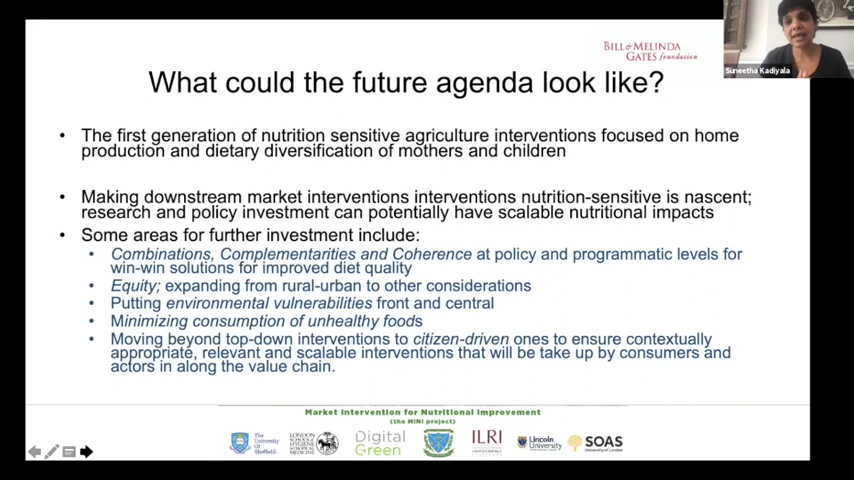 BILL & MELINDA
GATES foundation
Suneetha Kadiyala
What could the future agenda look like?
• The first generation of nutrition sensitive agriculture interventions focused on home
production and dietary diversification of mothers and children
• Making downstream market interventions interventions nutrition-sensitive is nascent;
research and policy investment can potentially have scalable nutritional impacts
• Some areas for further investment include:
• Combinations, Complementarities and Coherence at policy and programmatic levels for
win-win solutions for improved diet quality
• Equity; expanding from rural-urban to other considerations
• Putting environmental vulnerabilities front and central
• Minimizing consumption of unhealthy foods
• Moving beyond top-down interventions to citizen-driven ones to ensure contextually
appropriate, relevant and scalable interventions that will be take up by consumers and
actors in along the value chain.
Market Intervention for Nutritional Improvement
(the MINI project)
The
University
Of
Sheffield.
LONDON
SCHOOL of
HYGIENE
& TROPICAL
MEDICINE
Digital
Green
ILRI
Lincoln
University
SOAS
University of London